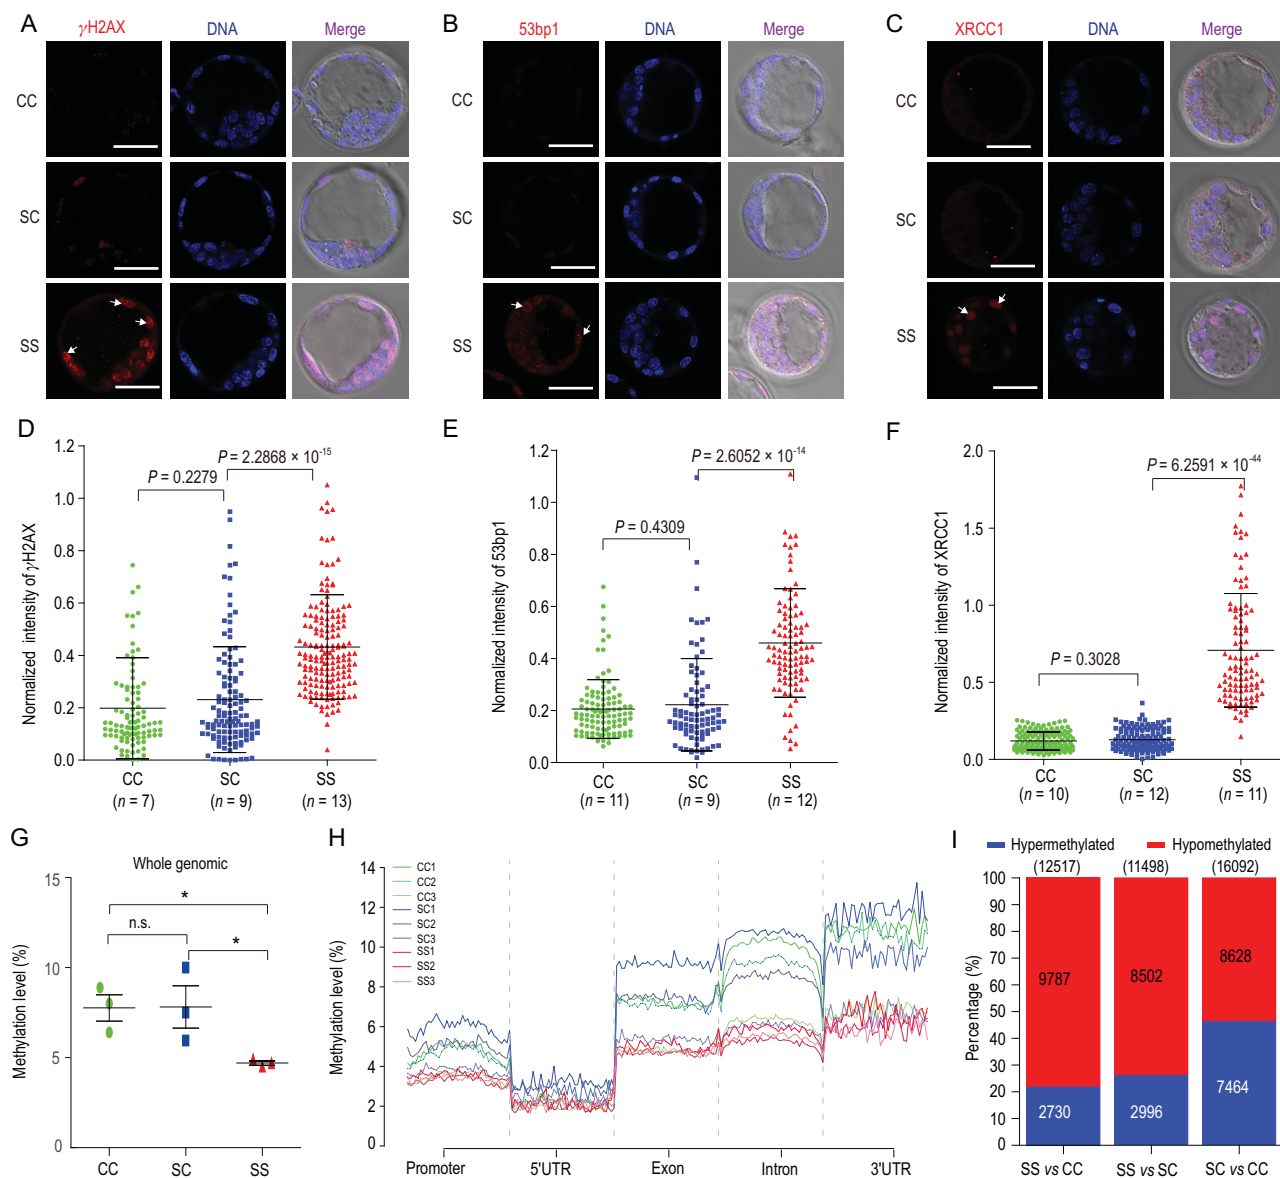 A
γH2AX
DNA
Merge
CC
SC
SS
B
53bp1
DNA
Merge
CC
SC
SS
C
XRCC1
DNA
Merge
CC
SC
SS
D
Normalized intensity of γH2AX
1.2
1.0
0.8
0.6
0.4
0.2
0.0
P = 0.2279
P = 2.2868 × 10-15
CC
SC
SS
(n = 7)
(n = 9)
(n = 13)
E
Normalized intensity of 53bp1
1.2
1.0
0.8
0.6
0.4
0.2
0.0
P = 0.4309
P = 2.6052 × 10-14
CC
SC
SS
(n = 11)
(n = 9)
(n = 12)
F
Normalized intensity of XRCC1
2.0
1.5
1.0
0.5
0.0
P = 0.3028
P = 6.2591 × 10-44
CC
SC
SS
(n = 10)
(n = 12)
(n = 11)
G
Whole genomic
Methylation level (%)
15
10
5
0
*
n.s.
*
CC
SC
SS
H
Methylation level (%)
14
12
10
8
6
4
2
0
CC1
CC2
CC3
SC1
SC2
SC3
SS1
SS2
SS3
Promoter
5'UTR
Exon
Intron
3'UTR
I
Hypermethylated
Hypomethylated
(12517)
(11498)
(16092)
Percentage (%)
100
90
80
70
60
50
40
30
20
10
0
9787
8502
8628
2730
2996
7464
SS vs CC
SS vs SC
SC vs CC